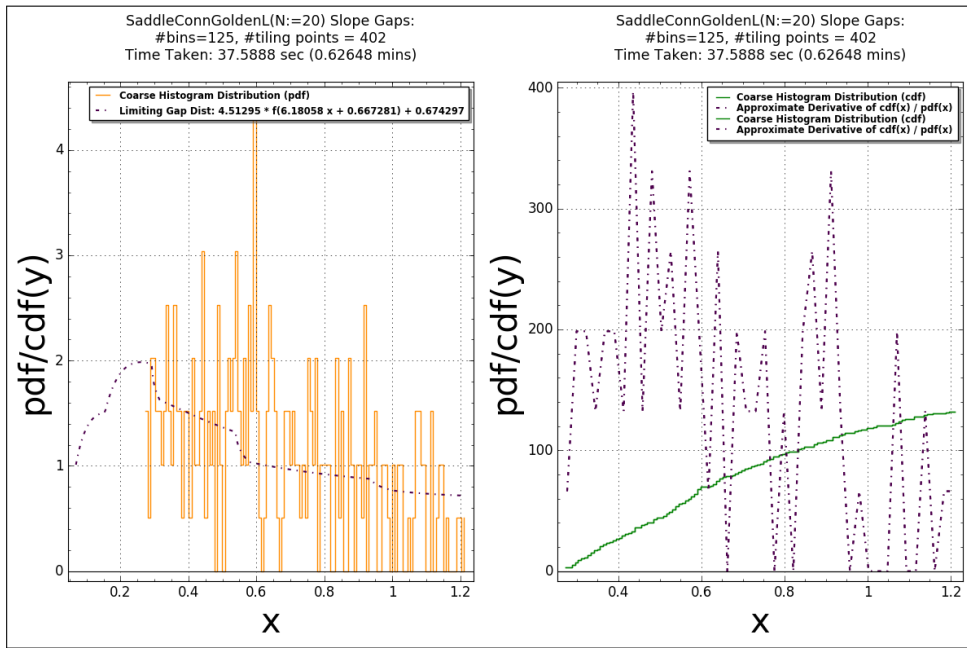 SaddleConnGoldenL(N:=20) Slope Gaps:
#bins=125, #tiling points = 402
Time Taken: 37.5888 sec (0.62648 mins)
Coarse Histogram Distribution (pdf)
Limiting Gap Dist: 4.51295 * f(6.18058 x + 0.667281) + 0.674297
4
3
2
1
0
pdf/cdf(y)
0.2 0.4 0.6 0.8 1.0 1.2
x
SaddleConnGoldenL(N:=20) Slope Gaps:
#bins=125, #tiling points = 402
Time Taken: 37.5888 sec (0.62648 mins)
Coarse Histogram Distribution (cdf)
Approximate Derivative of cdf(x) / pdf(x)
Coarse Histogram Distribution (cdf)
Approximate Derivative of cdf(x) / pdf(x)
400
300
200
100
0
pdf/cdf(y)
0.4 0.6 0.8 1 1.2
x